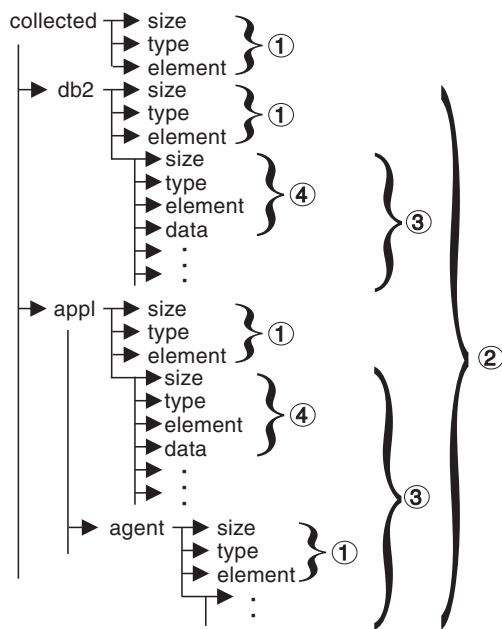 collected size
type
element ①
db2 size
type ①
element
size
type
element ④
data ③
appl size
type ①
element
②
size
type
element ④
data
③
agent size
type ①
element